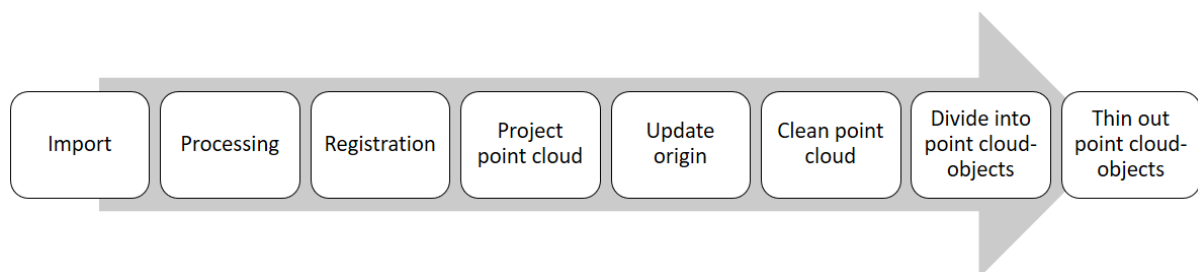 Import
Processing
Registration
Project
point cloud
Update
origin
Clean point
cloud
Divide into
point cloud-
objects
Thin out
point cloud-
objects